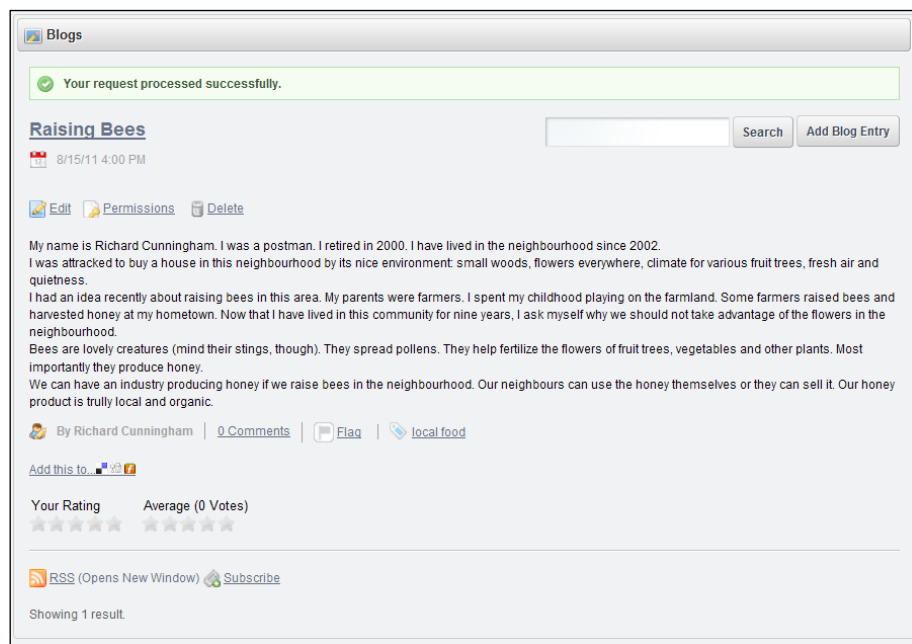 Blogs
Your request processed successfully.
Raising Bees
Search
Add Blog Entry
8/15/11 4:00 PM
Edit Permissions Delete
My name is Richard Cunningham. I was a postman. I retired in 2000. I have lived in the neighbourhood since 2002.
I was attracked to buy a house in this neighbourhood by its nice environment: small woods, flowers everywhere, climate for various fruit trees, fresh air and
quietness.
I had an idea recently about raising bees in this area. My parents were farmers. I spent my childhood playing on the farmland. Some farmers raised bees and
harvested honey at my hometown. Now that I have lived in this community for nine years, I ask myself why we should not take advantage of the flowers in the
neighbourhood.
Bees are lovely creatures (mind their stings, though). They spread pollens. They help fertilize the flowers of fruit trees, vegetables and other plants. Most
importantly they produce honey.
We can have an industry producing honey if we raise bees in the neighbourhood. Our neighbours can use the honey themselves or they can sell it. Our honey
product is trully local and organic.
By Richard Cunningham | 0 Comments | Flag | local food
Add this to...
Your Rating Average (0 Votes)
RSS (Opens New Window) Subscribe
Showing 1 result.